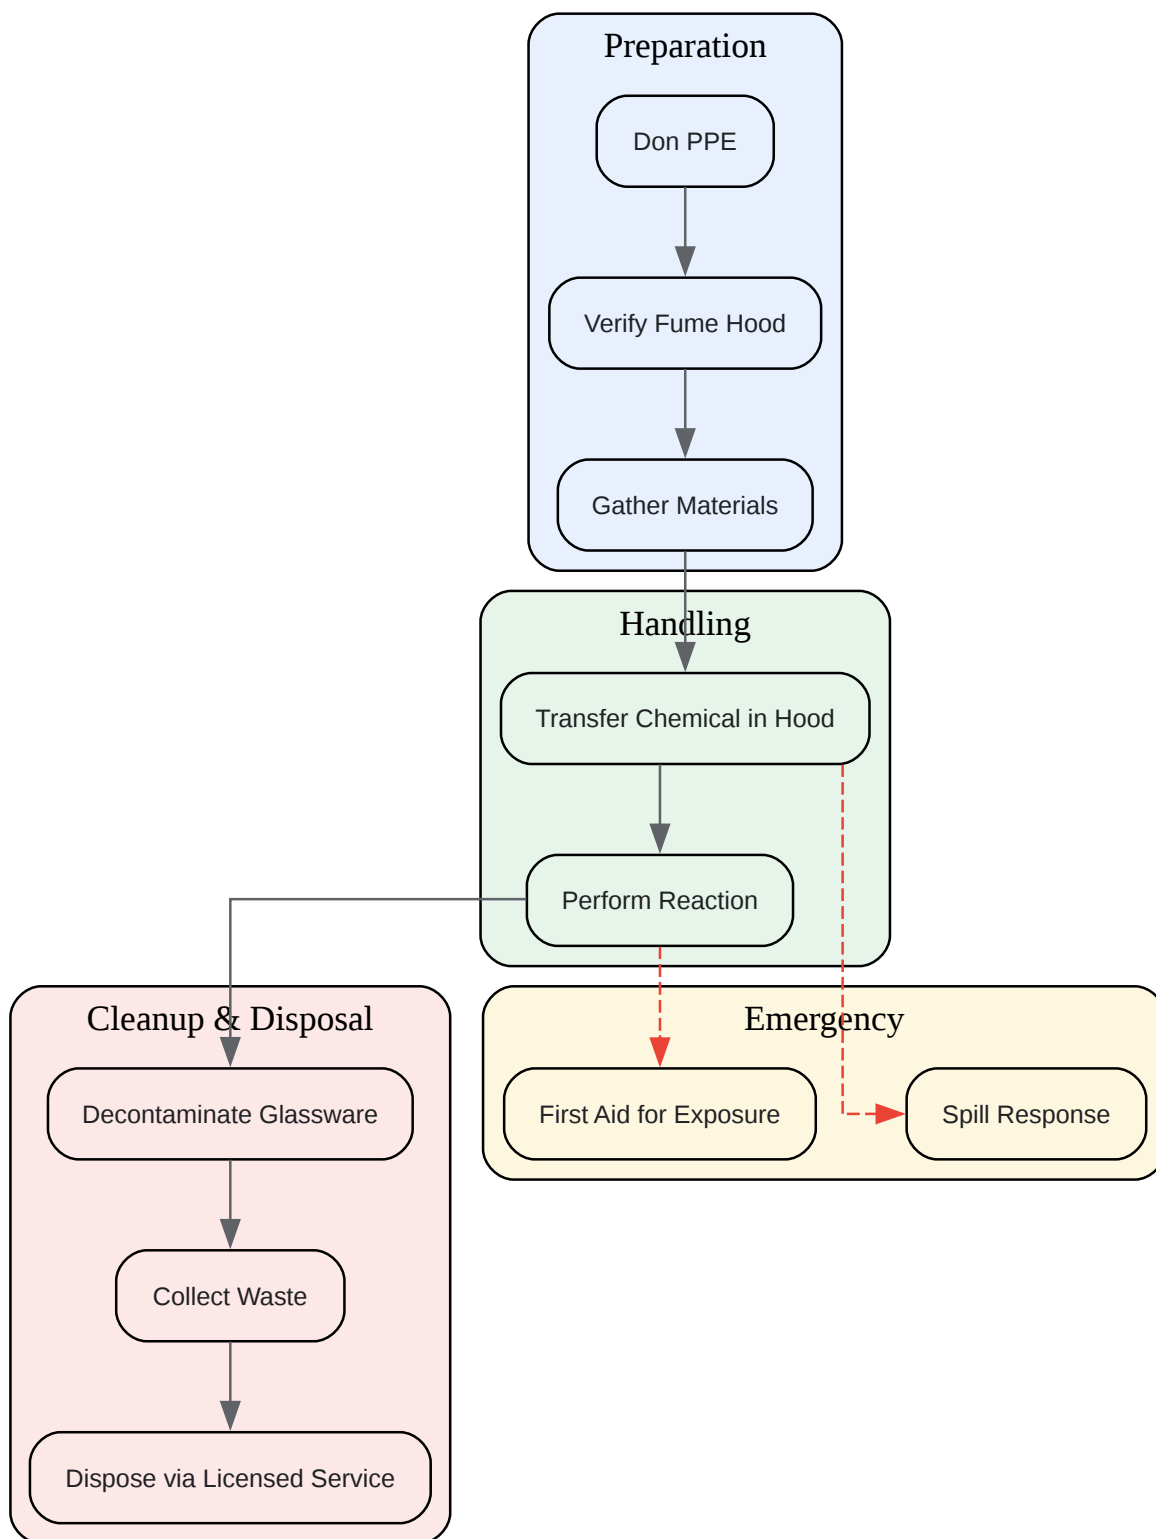 Preparation
Don PPE
Verify Fume Hood
Gather Materials
Handling
Transfer Chemical in Hood
Perform Reaction
Cleanup & Disposal
Decontaminate Glassware
Collect Waste
Dispose via Licensed Service
Emergency
First Aid for Exposure
Spill Response